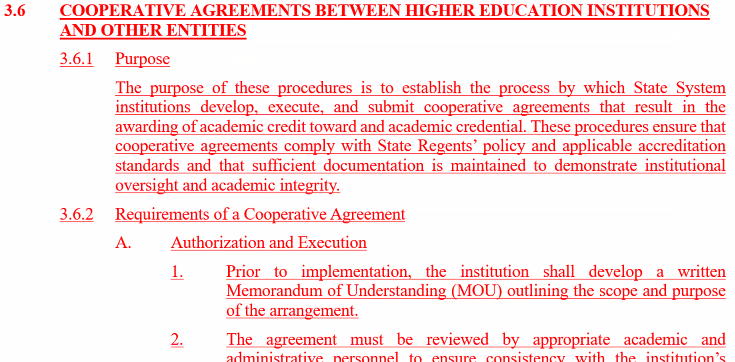 3.6 COOPERATIVE AGREEMENTS BETWEEN HIGHER EDUCATION INSTITUTIONS
AND OTHER ENTITIES
3.6.1 Purpose
The purpose of these procedures is to establish the process by which State System
institutions develop, execute, and submit cooperative agreements that result in the
awarding of academic credit toward and academic credential. These procedures ensure that
cooperative agreements comply with State Regents’ policy and applicable accreditation
standards and that sufficient documentation is maintained to demonstrate institutional
oversight and academic integrity.
3.6.2 Requirements of a Cooperative Agreement
A. Authorization and Execution
1. Prior to implementation, the institution shall develop a written
Memorandum of Understanding (MOU) outlining the scope and purpose
of the arrangement.
2. The agreement must be reviewed by appropriate academic and
administrative personnel to ensure consistency with the institution’s